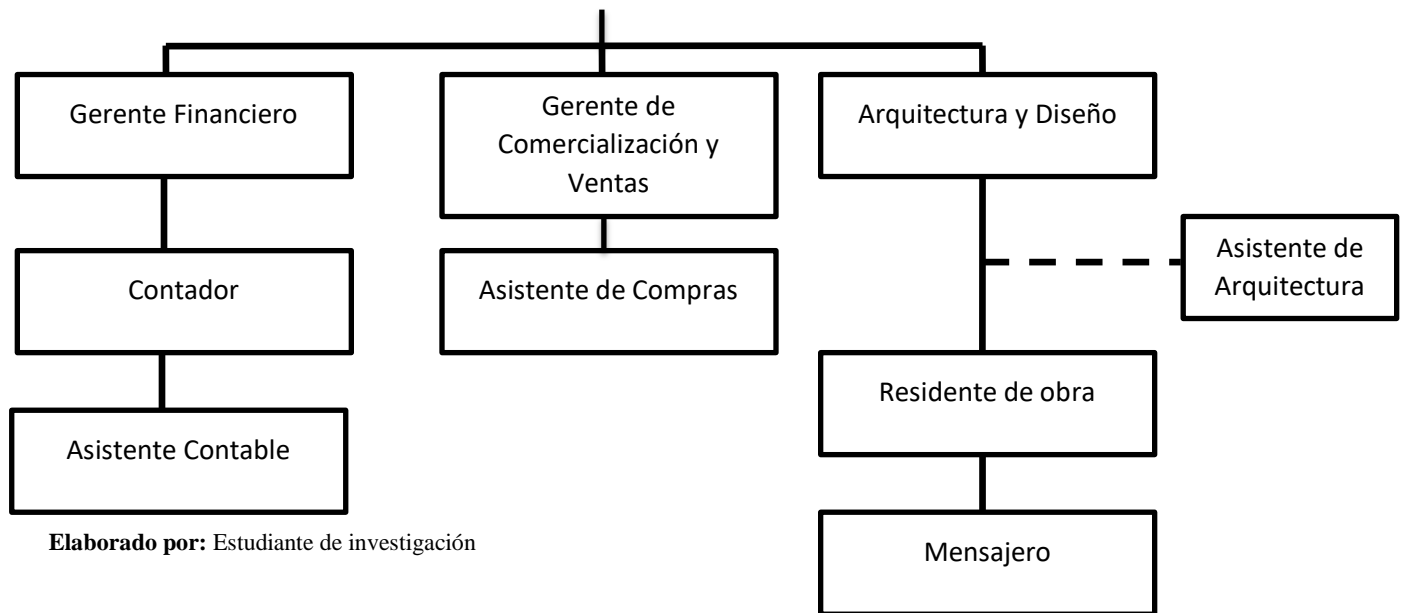 Gerente Financiero
Gerente de
Comercialización y
Ventas
Arquitectura y Diseño
Asistente de
Arquitectura
Contador
Asistente de Compras
Residente de obra
Asistente Contable
Mensajero
Elaborado por: Estudiante de investigación